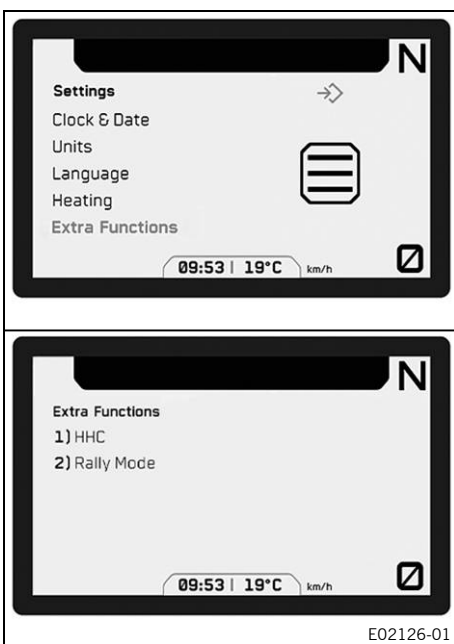 N
Settings
Clock & Date
Units
Language
Heating
Extra Functions
09:53 | 19°C km/h
0
N
Extra Functions
1) HHC
2) Rally Mode
09:53 | 19°C km/h
0
E02126-01